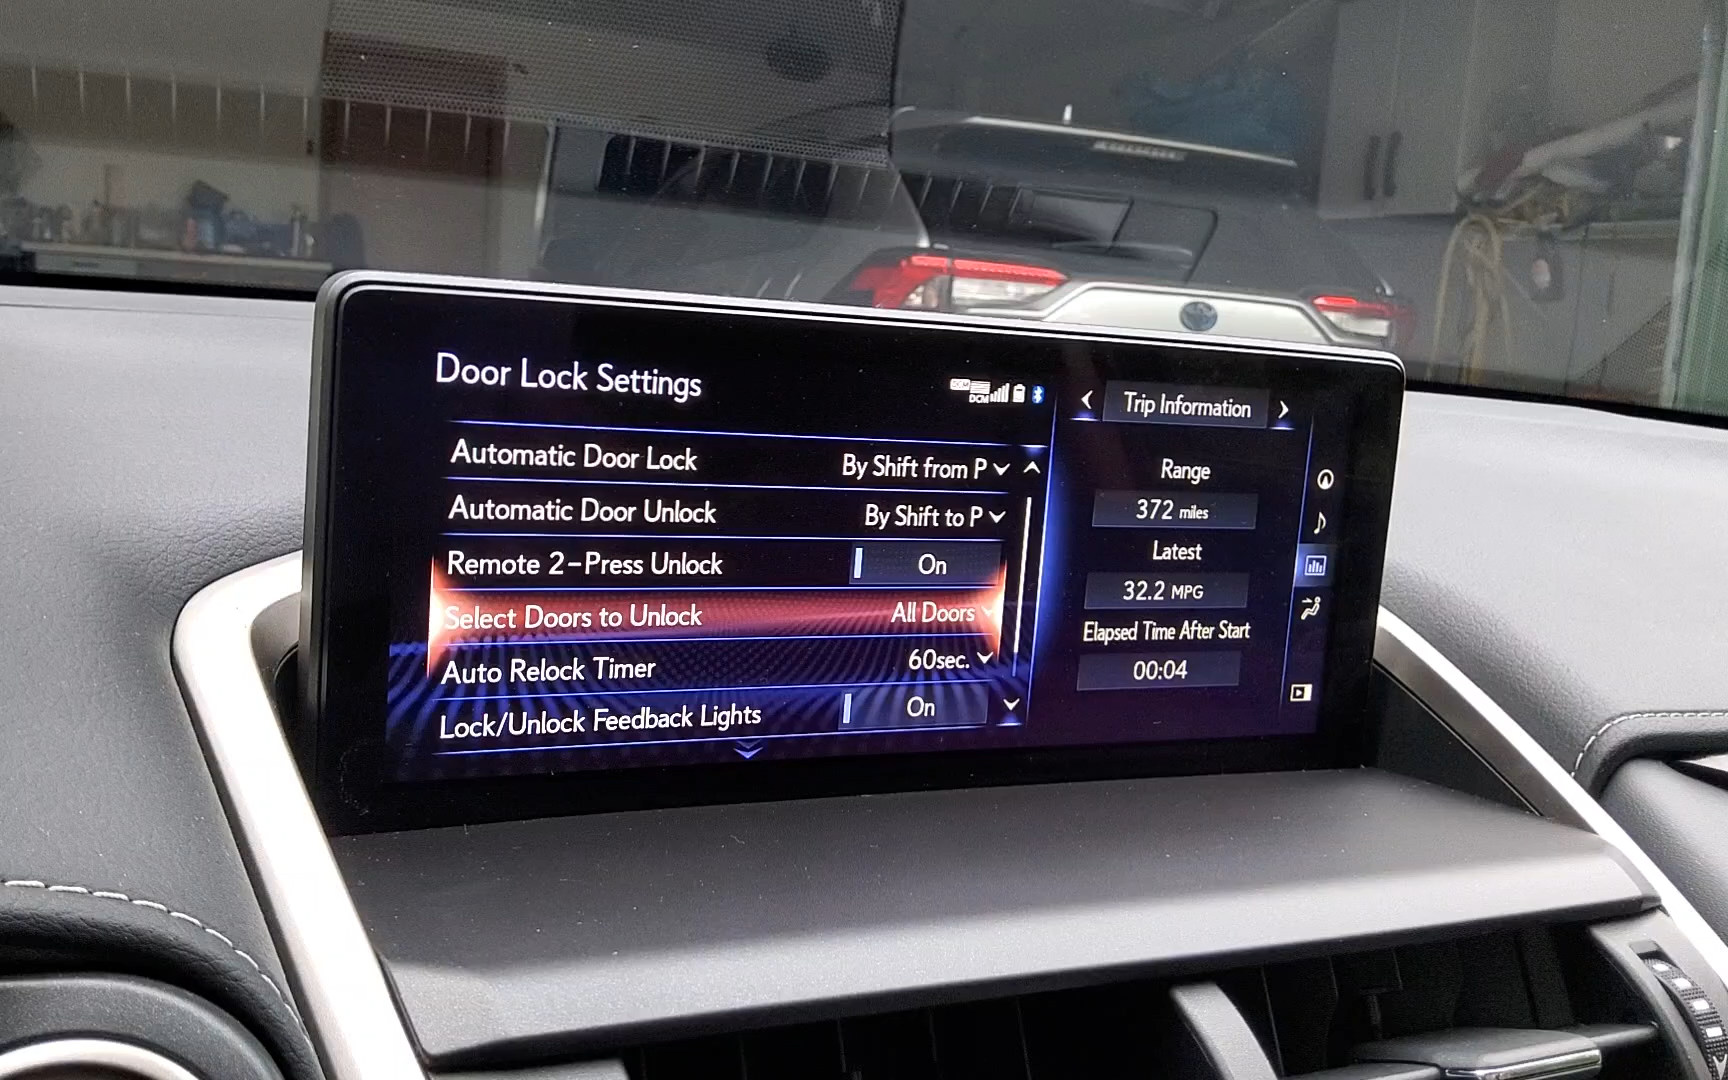 Door Lock Settings
DCM
Automatic Door Lock By Shift from P
Automatic Door Unlock By Shift to P
Remote 2-Press Unlock On
Select Doors to Unlock All Doors
Auto Relock Timer 60sec.
Lock/Unlock Feedback Lights On
Trip Information
Range
372 miles
Latest
32.2 MPG
Elapsed Time After Start
00:04